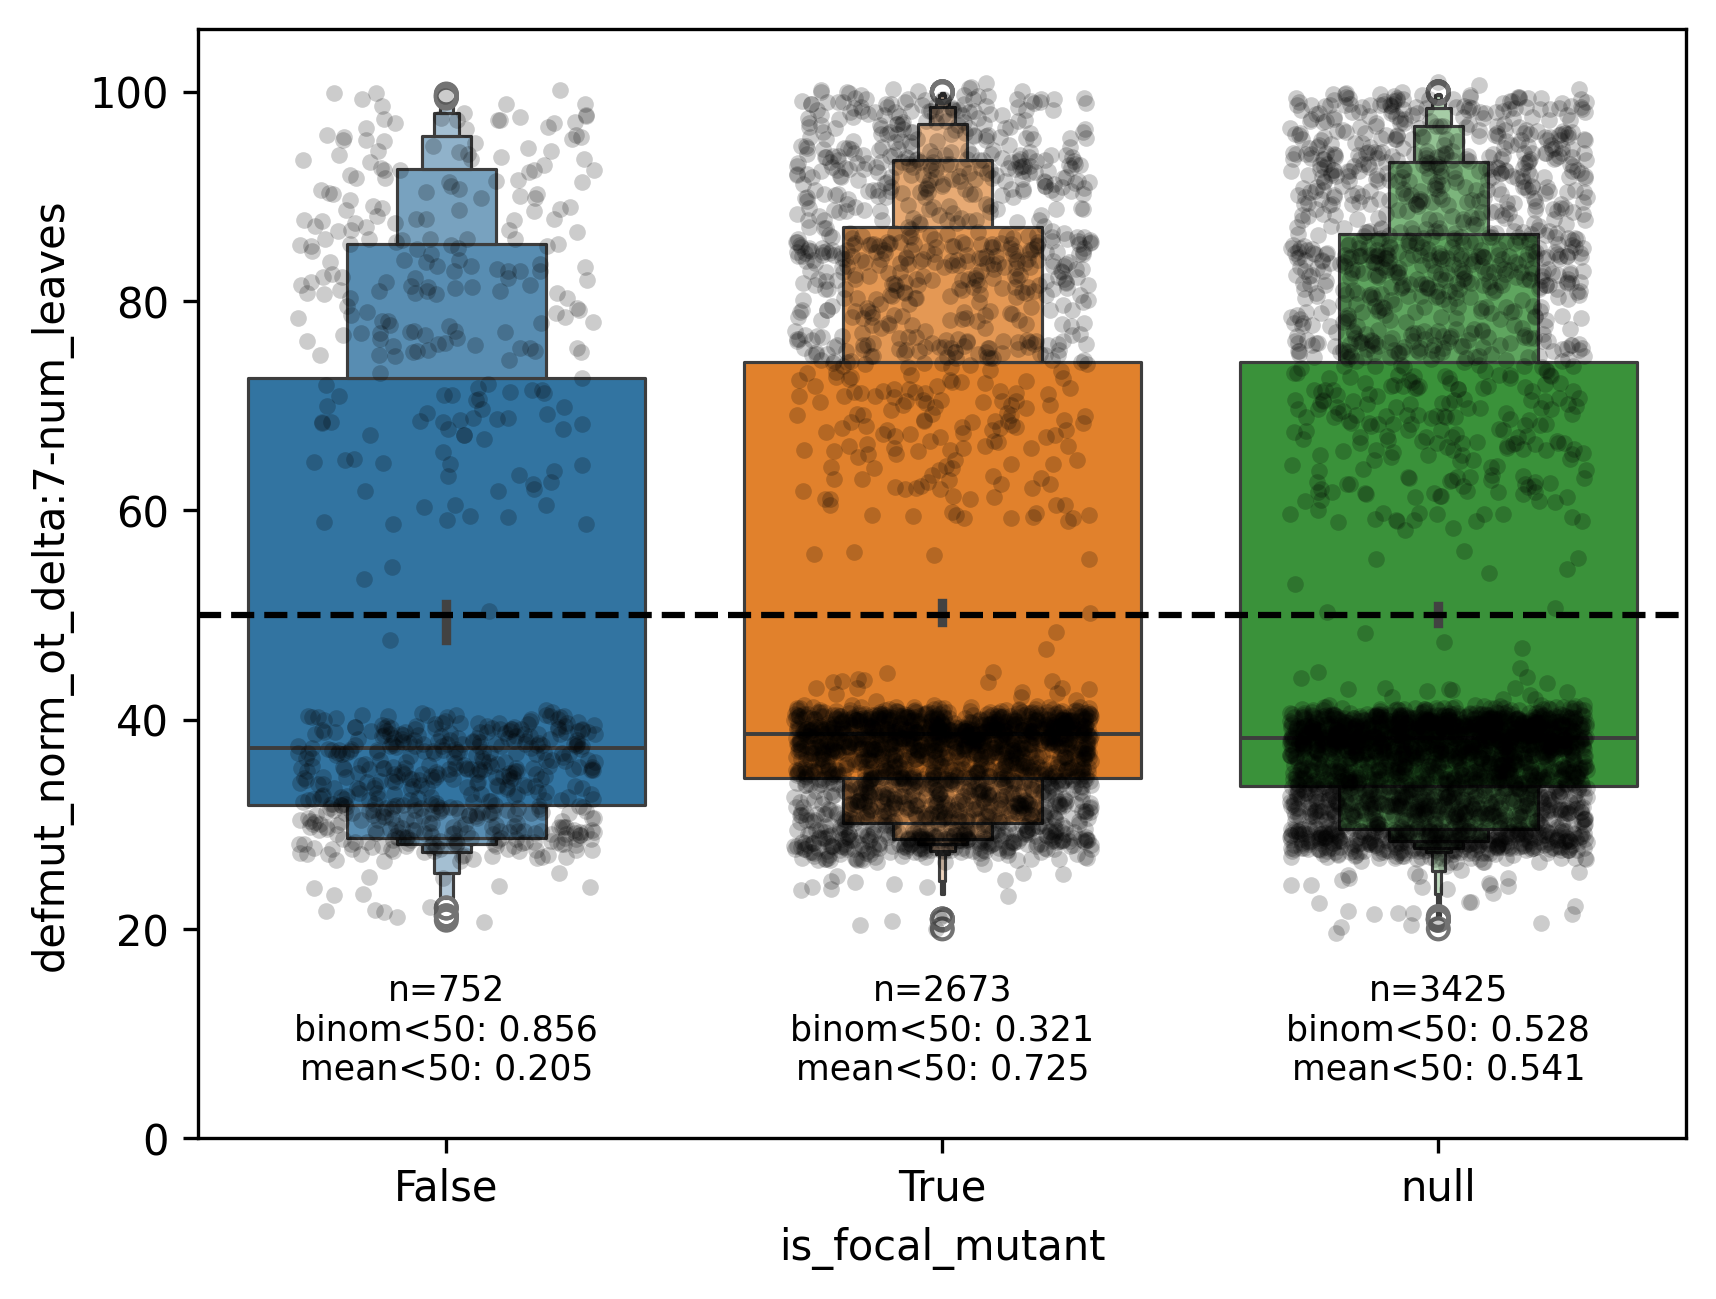 defmut_norm_ot_delta:7-num_leaves
100
80
60
40
20
0
n=752
binom<50: 0.856
mean<50: 0.205
n=2673
binom<50: 0.321
mean<50: 0.725
n=3425
binom<50: 0.528
mean<50: 0.541
False
True
null
is_focal_mutant